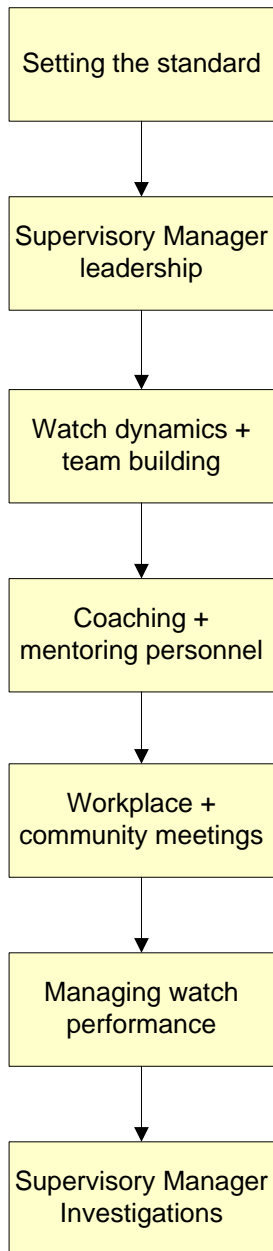 Setting the standard
Supervisory Manager
leadership
Watch dynamics +
team building
Coaching +
mentoring personnel
Workplace +
community meetings
Managing watch
performance
Supervisory Manager
Investigations